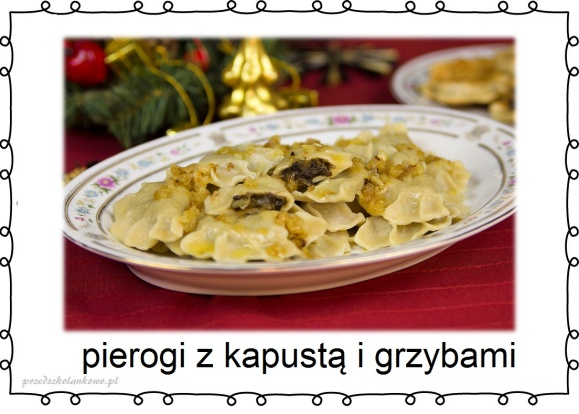 pierogi z kapustą i grzybami
przedszkolankowo.pl